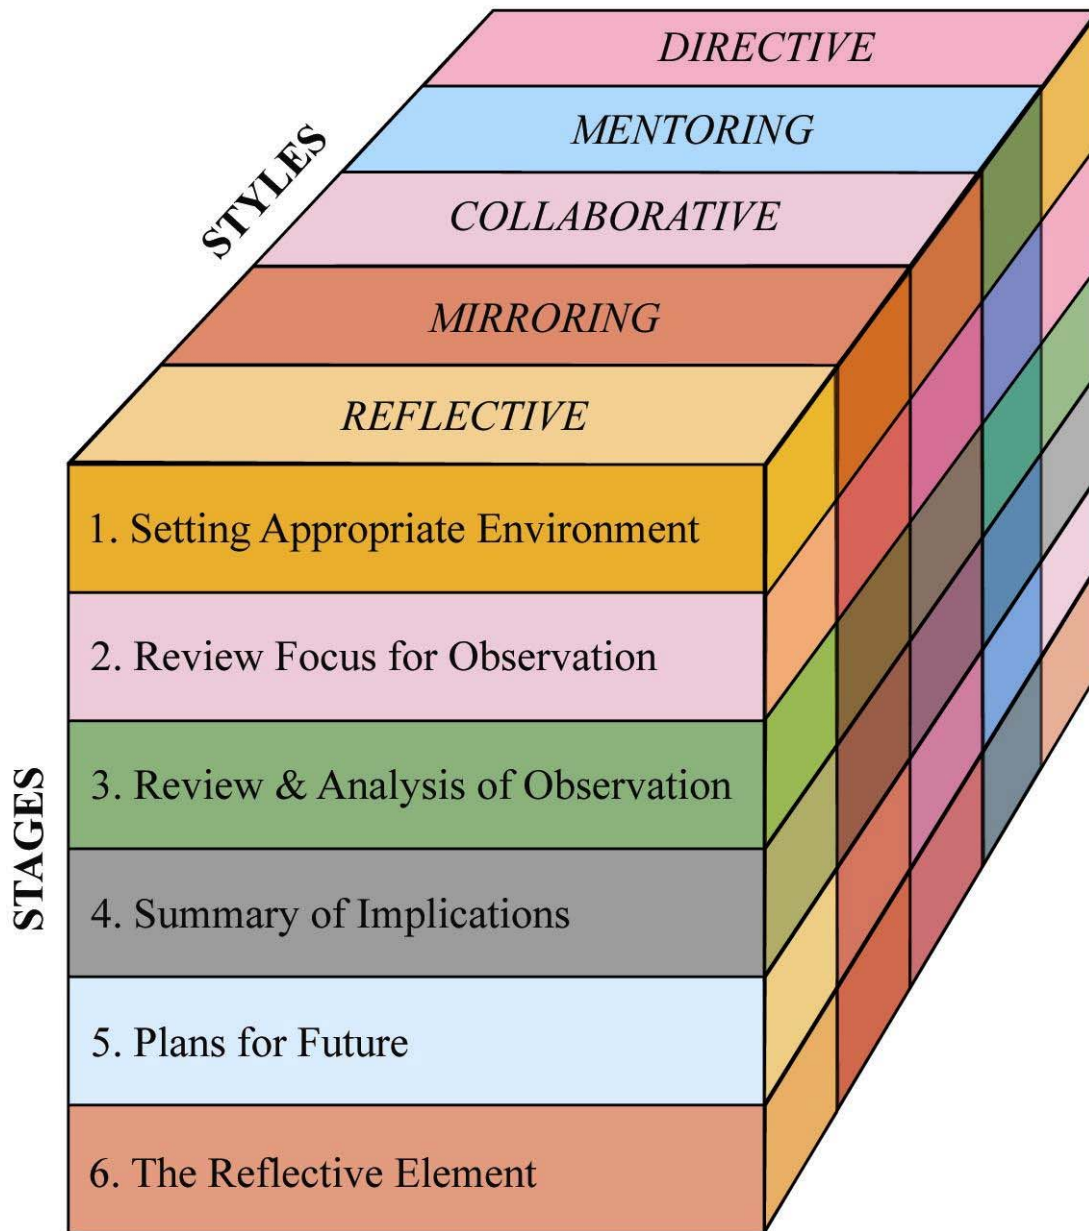 DIRECTIVE
MENTORING
COLLABORATIVE
MIRRORING
REFLECTIVE
STYLES
1. Setting Appropriate Environment
2. Review Focus for Observation
3. Review & Analysis of Observation
4. Summary of Implications
5. Plans for Future
6. The Reflective Element
STAGES